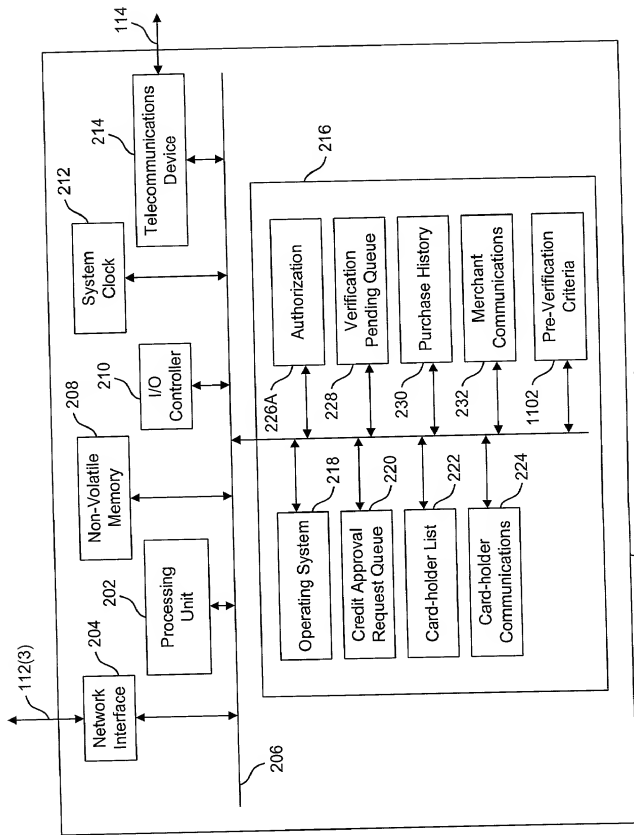 112(3)
204
Network
Interface
202
Processing
Unit
208
Non-Volatile
Memory
210
I/O
Controller
212
System
Clock
214
Telecommunications
Device
114
206
216
Operating System
218
Credit Approval
Request Queue
220
Card-holder List
222
Card-holder
Communications
224
226A
Authorization
228
Verification
Pending Queue
230
Purchase History
232
Merchant
Communications
1102
Pre-Verification
Criteria